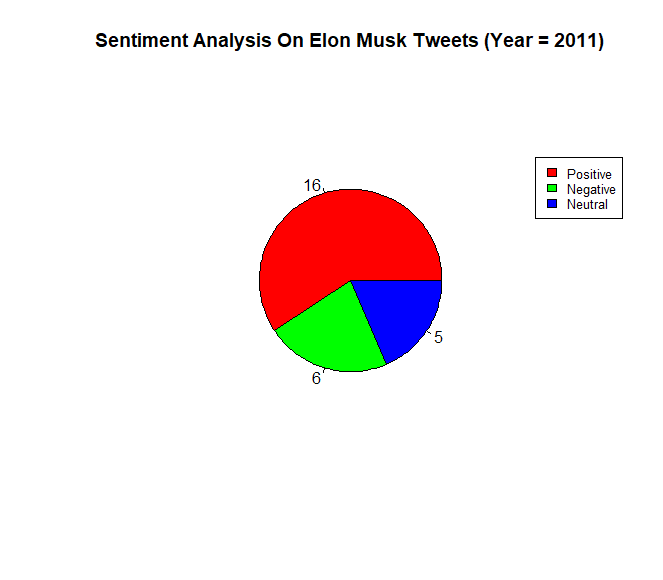 Sentiment Analysis On Elon Musk Tweets (Year = 2011)
Positive
Negative
Neutral
16
5
6